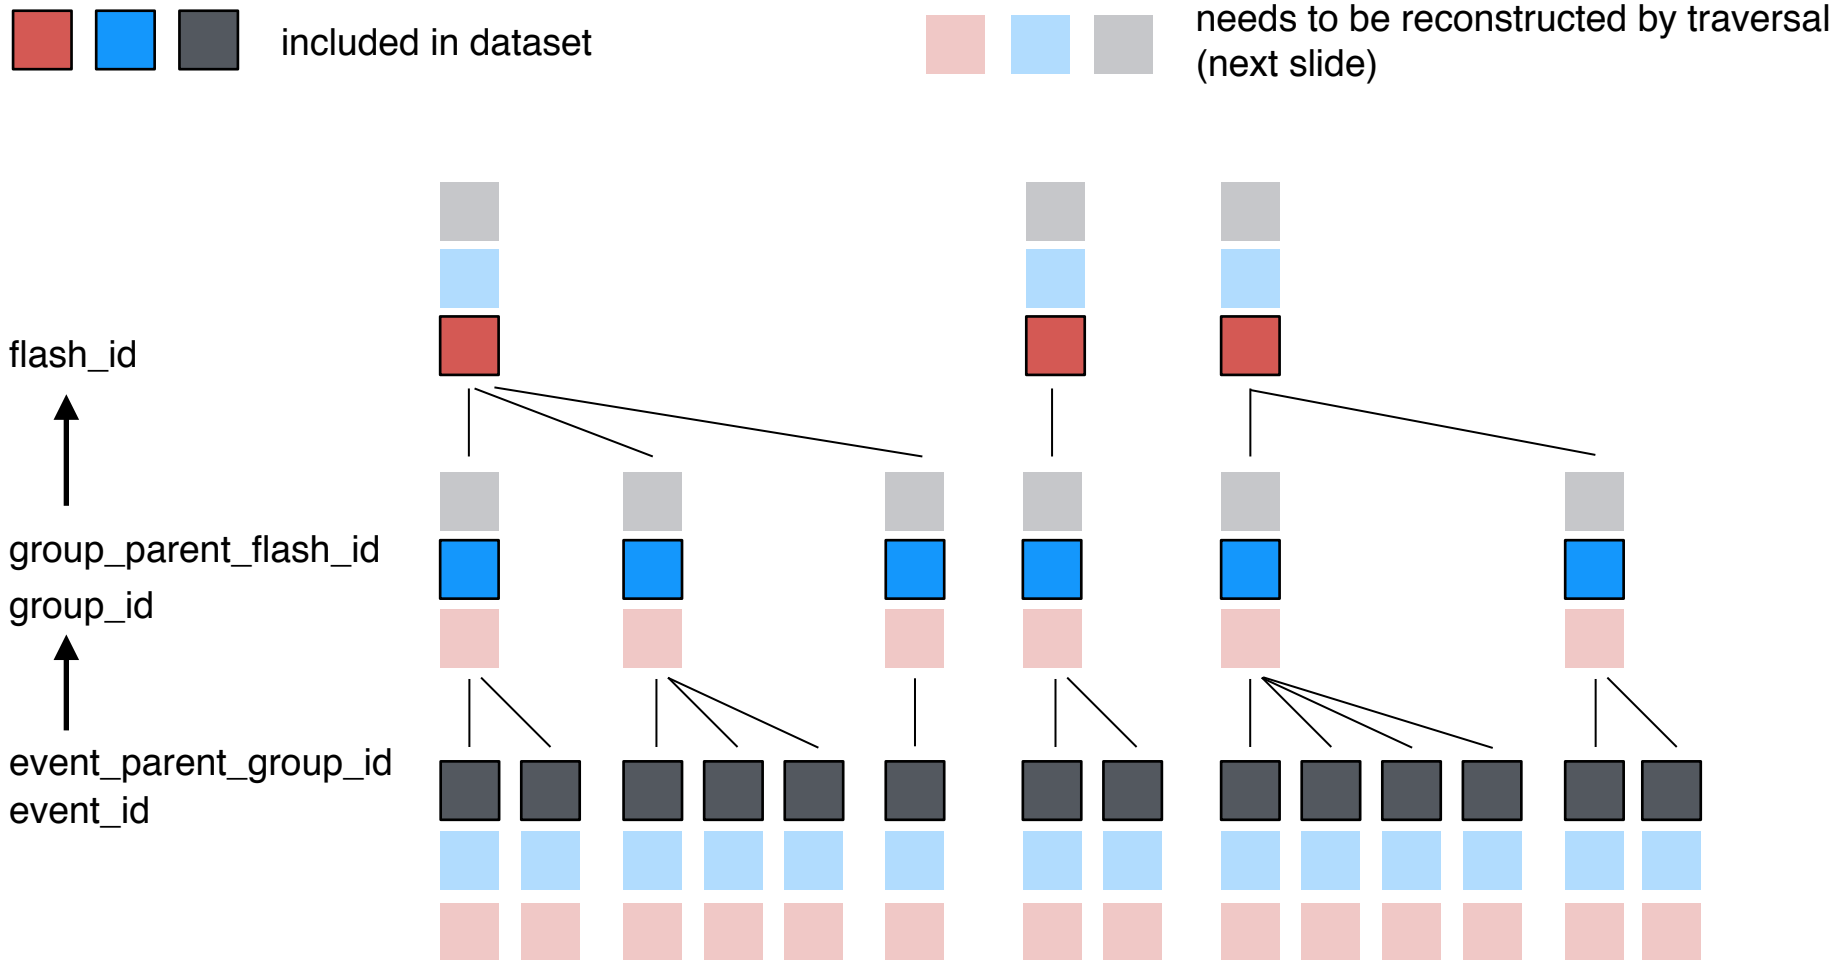 included in dataset
needs to be reconstructed by traversal
(next slide)
flash_id
group_parent_flash_id
group_id
event_parent_group_id
event_id